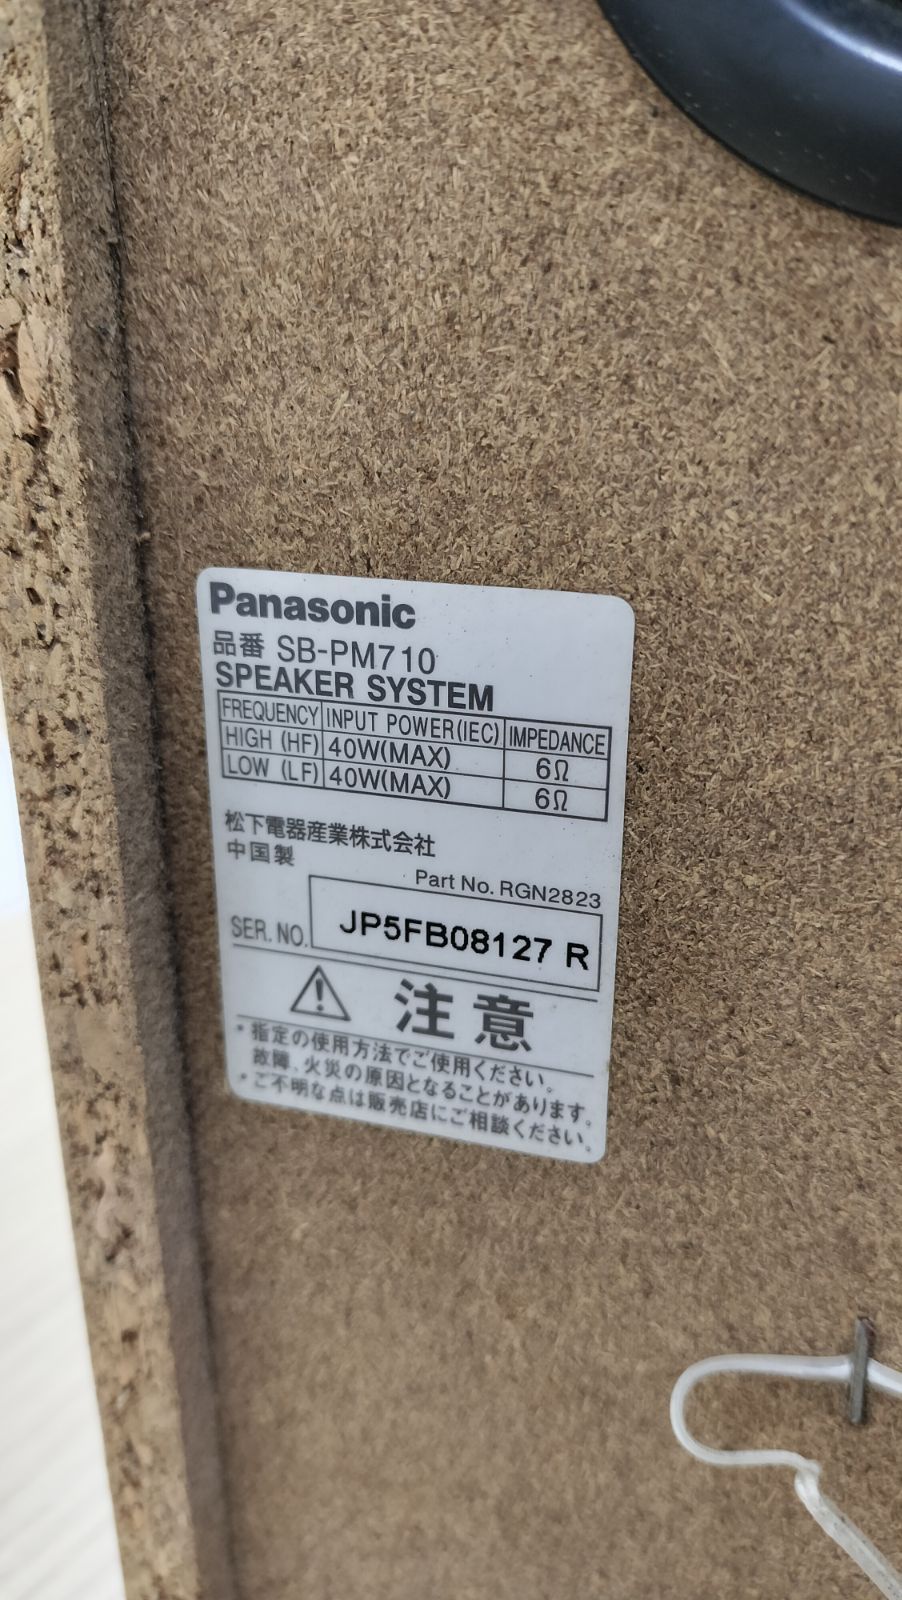 Panasonic
品番 SB-PM710
SPEAKER SYSTEM
FREQUENCY INPUT POWER(IEC) IMPEDANCE
HIGH (HF) 40W(MAX) 6Ω
LOW (LF) 40W(MAX) 6Ω
松下電器産業株式会社
中国製
Part No. RGN2823
SER. NO. JP5FB08127 R
注意
・指定の使用方法でご使用ください。
故障、火災の原因となることがあります。
・ご不明な点は販売店にご相談ください。